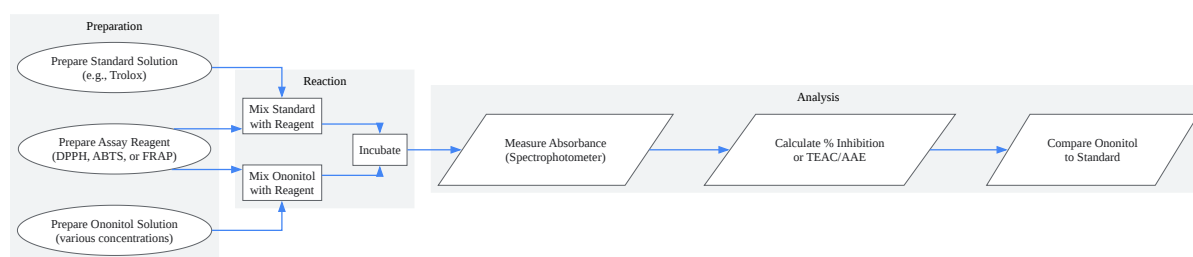 Preparation
Prepare Standard Solution
(e.g., Trolox)
Prepare Assay Reagent
(DPPH, ABTS, or FRAP)
Prepare Ononitol Solution
(various concentrations)
Reaction
Mix Standard
with Reagent
Mix Ononitol
with Reagent
Incubate
Analysis
Measure Absorbance
(Spectrophotometer)
Calculate % Inhibition
or TEAC/AAE
Compare Ononitol
to Standard